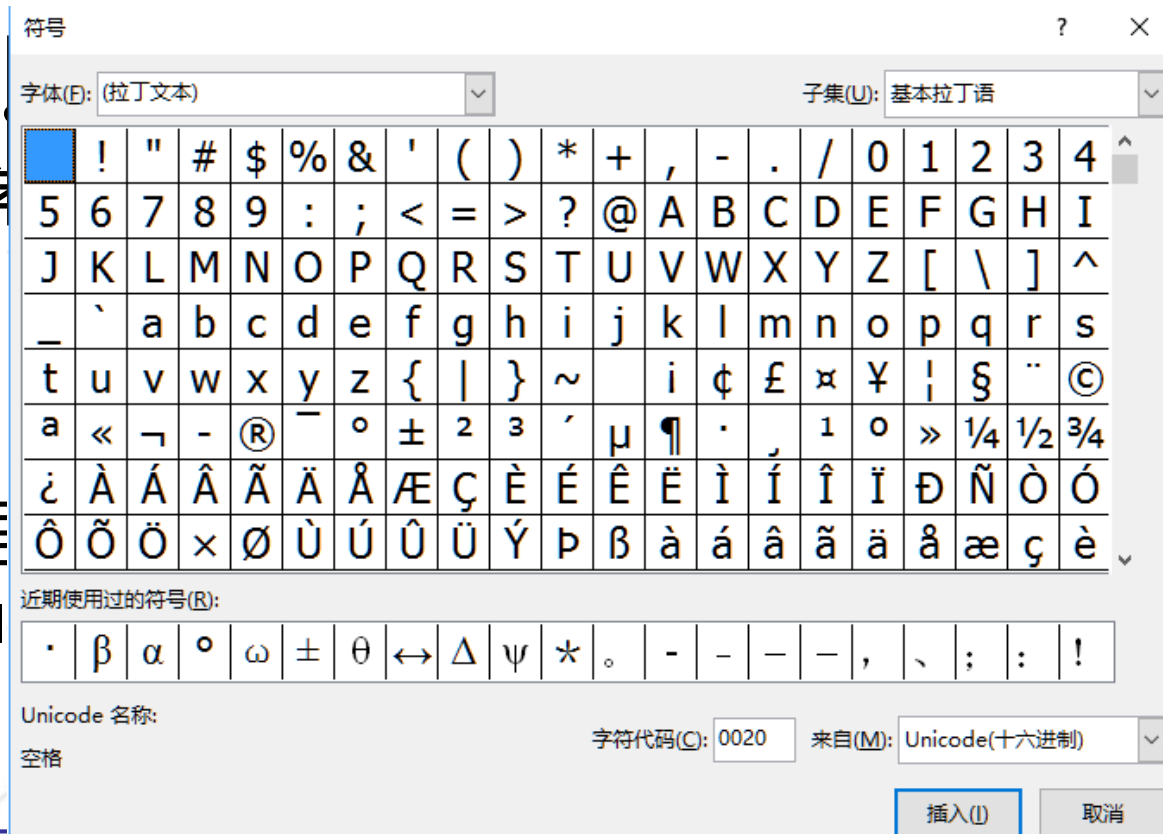 符号 ?
字体(F): (拉丁文本) 子集(U): 基本拉丁语
! " # $ % & ' ( ) * + , - . / 0 1 2 3 4
5 6 7 8 9 : ; < = > ? @ A B C D E F G H I
J K L M N O P Q R S T U V W X Y Z [ \ ] ^
_ ` a b c d e f g h i j k l m n o p q r s
t u v w x y z { | } ~ ¡ ¢ £ ¤ ¥ ¦ § ¨ ©
ª « ¬ - ® ¯ ° ± ² ³ ´ µ ¶ · ¸ ¹ º » ¼ ½ ¾
¿ À Á Â Ã Ä Å Æ Ç È É Ê Ë Ì Í Î Ï Ð Ñ Ò Ó
Ô Õ Ö × Ø Ù Ú Û Ü Ý Þ ß à á â ã ä å æ ç è
近期使用过的符号(R):
· β α ° ω ± θ ↔ Δ ψ * 。 - – — — ， 、 ； ： ！
Unicode 名称:
空格
字符代码(C): 0020 来自(M): Unicode(十六进制)
插入(I) 取消